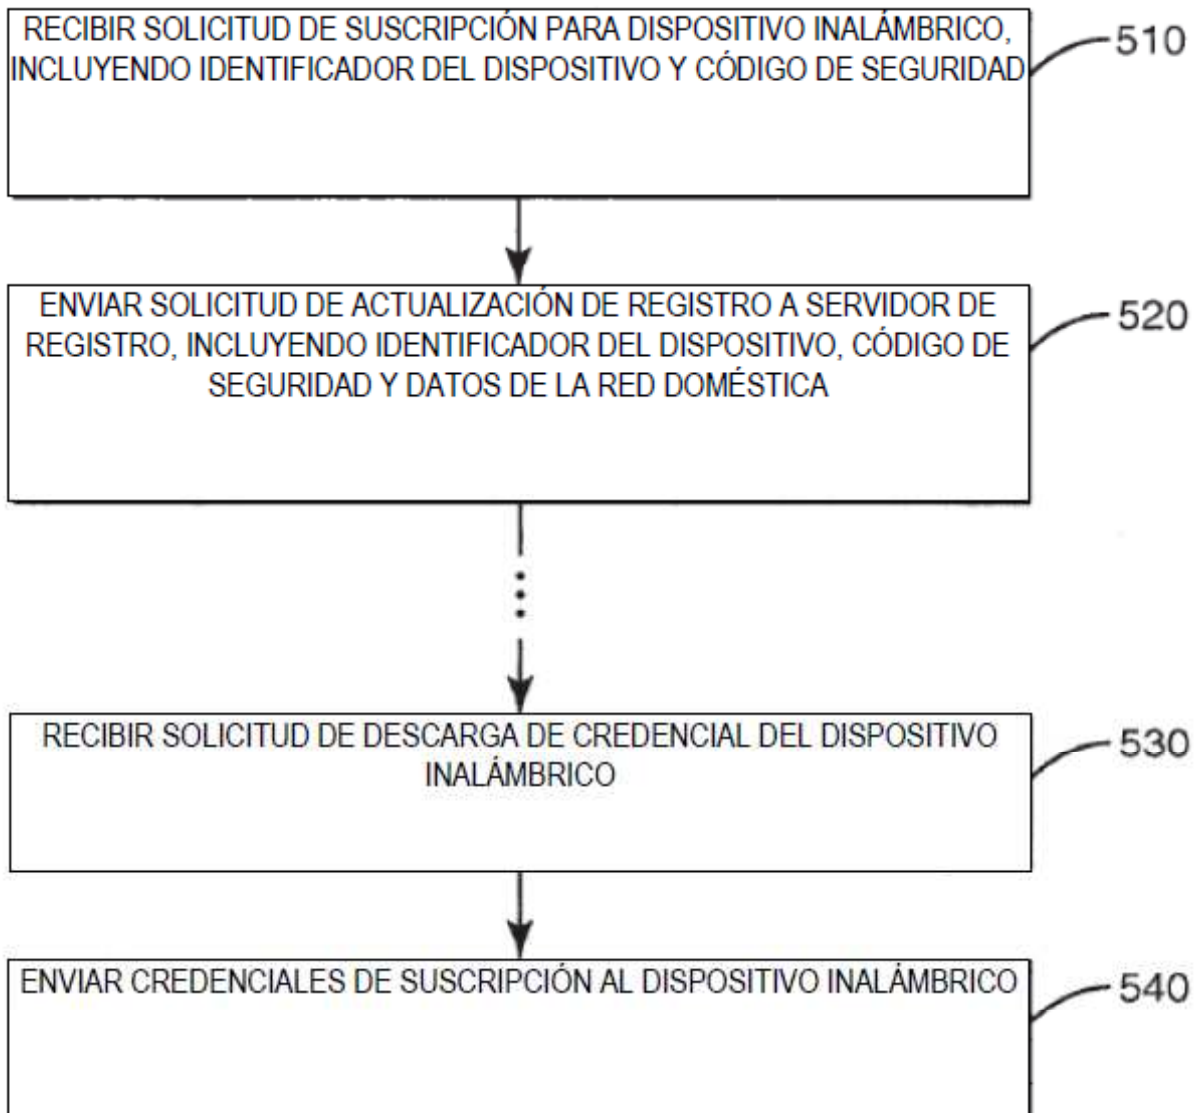 RECIBIR SOLICITUD DE SUSCRIPCIÓN PARA DISPOSITIVO INALÁMBRICO,
INCLUYENDO IDENTIFICADOR DEL DISPOSITIVO Y CÓDIGO DE SEGURIDAD
510
ENVIAR SOLICITUD DE ACTUALIZACIÓN DE REGISTRO A SERVIDOR DE
REGISTRO, INCLUYENDO IDENTIFICADOR DEL DISPOSITIVO, CÓDIGO DE
SEGURIDAD Y DATOS DE LA RED DOMÉSTICA
520
RECIBIR SOLICITUD DE DESCARGA DE CREDENCIAL DEL DISPOSITIVO
INALÁMBRICO
530
ENVIAR CREDENCIALES DE SUSCRIPCIÓN AL DISPOSITIVO INALÁMBRICO
540